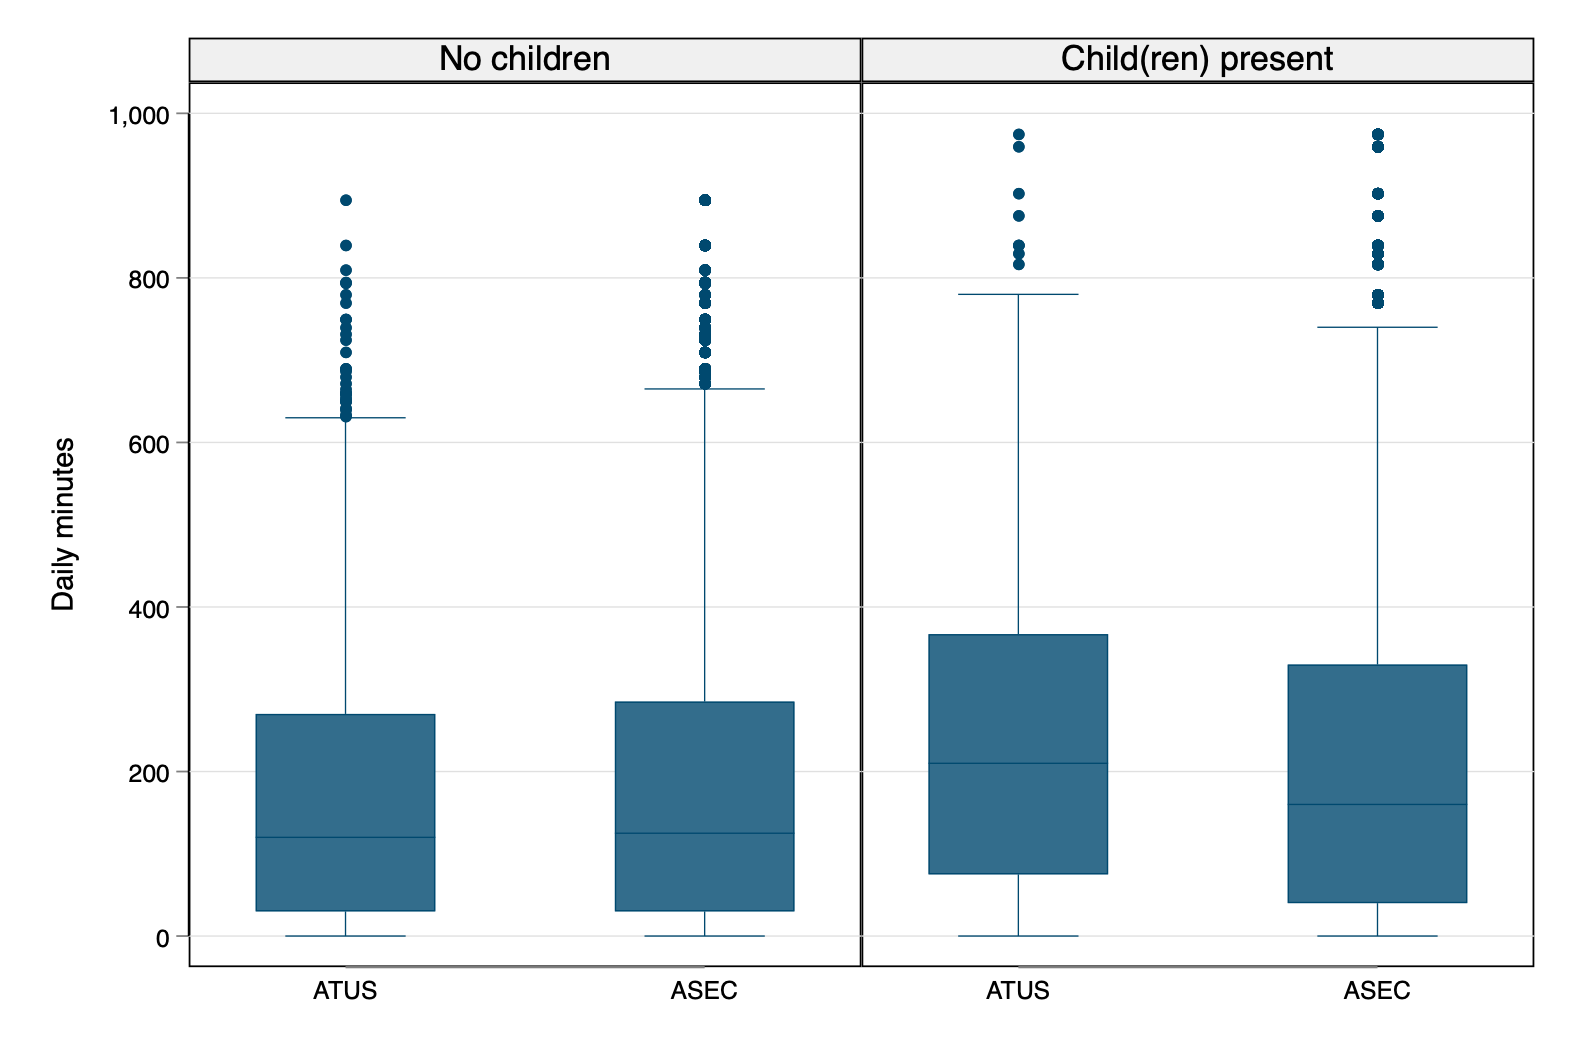 No children
Child(ren) present
Daily minutes
1,000
800
600
400
200
0
ATUS
ASEC
ATUS
ASEC